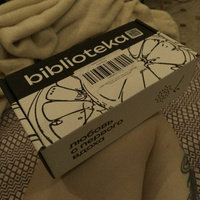 biblioteka
любовь
с первого
вдоха